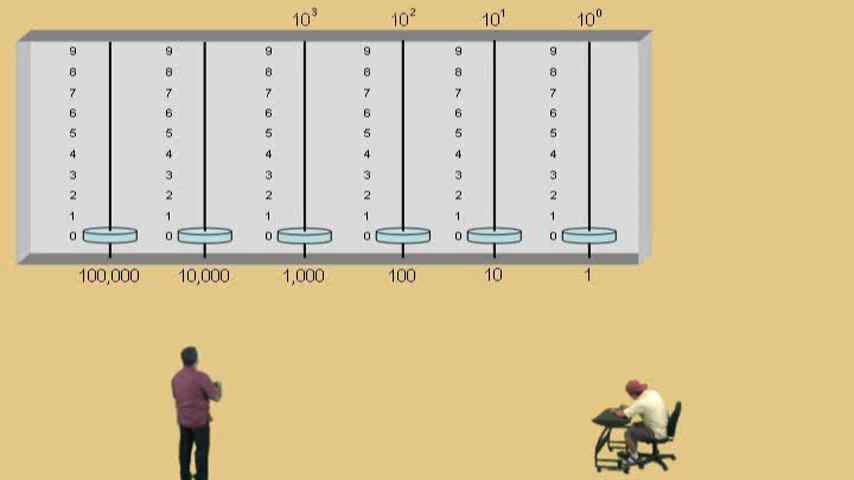 10³ 10² 10¹ 10⁰
9 9 9 9 9 9
8 8 8 8 8 8
7 7 7 7 7 7
6 6 6 6 6 6
5 5 5 5 5 5
4 4 4 4 4 4
3 3 3 3 3 3
2 2 2 2 2 2
1 1 1 1 1 1
0 0 0 0 0 0
100,000 10,000 1,000 100 10 1